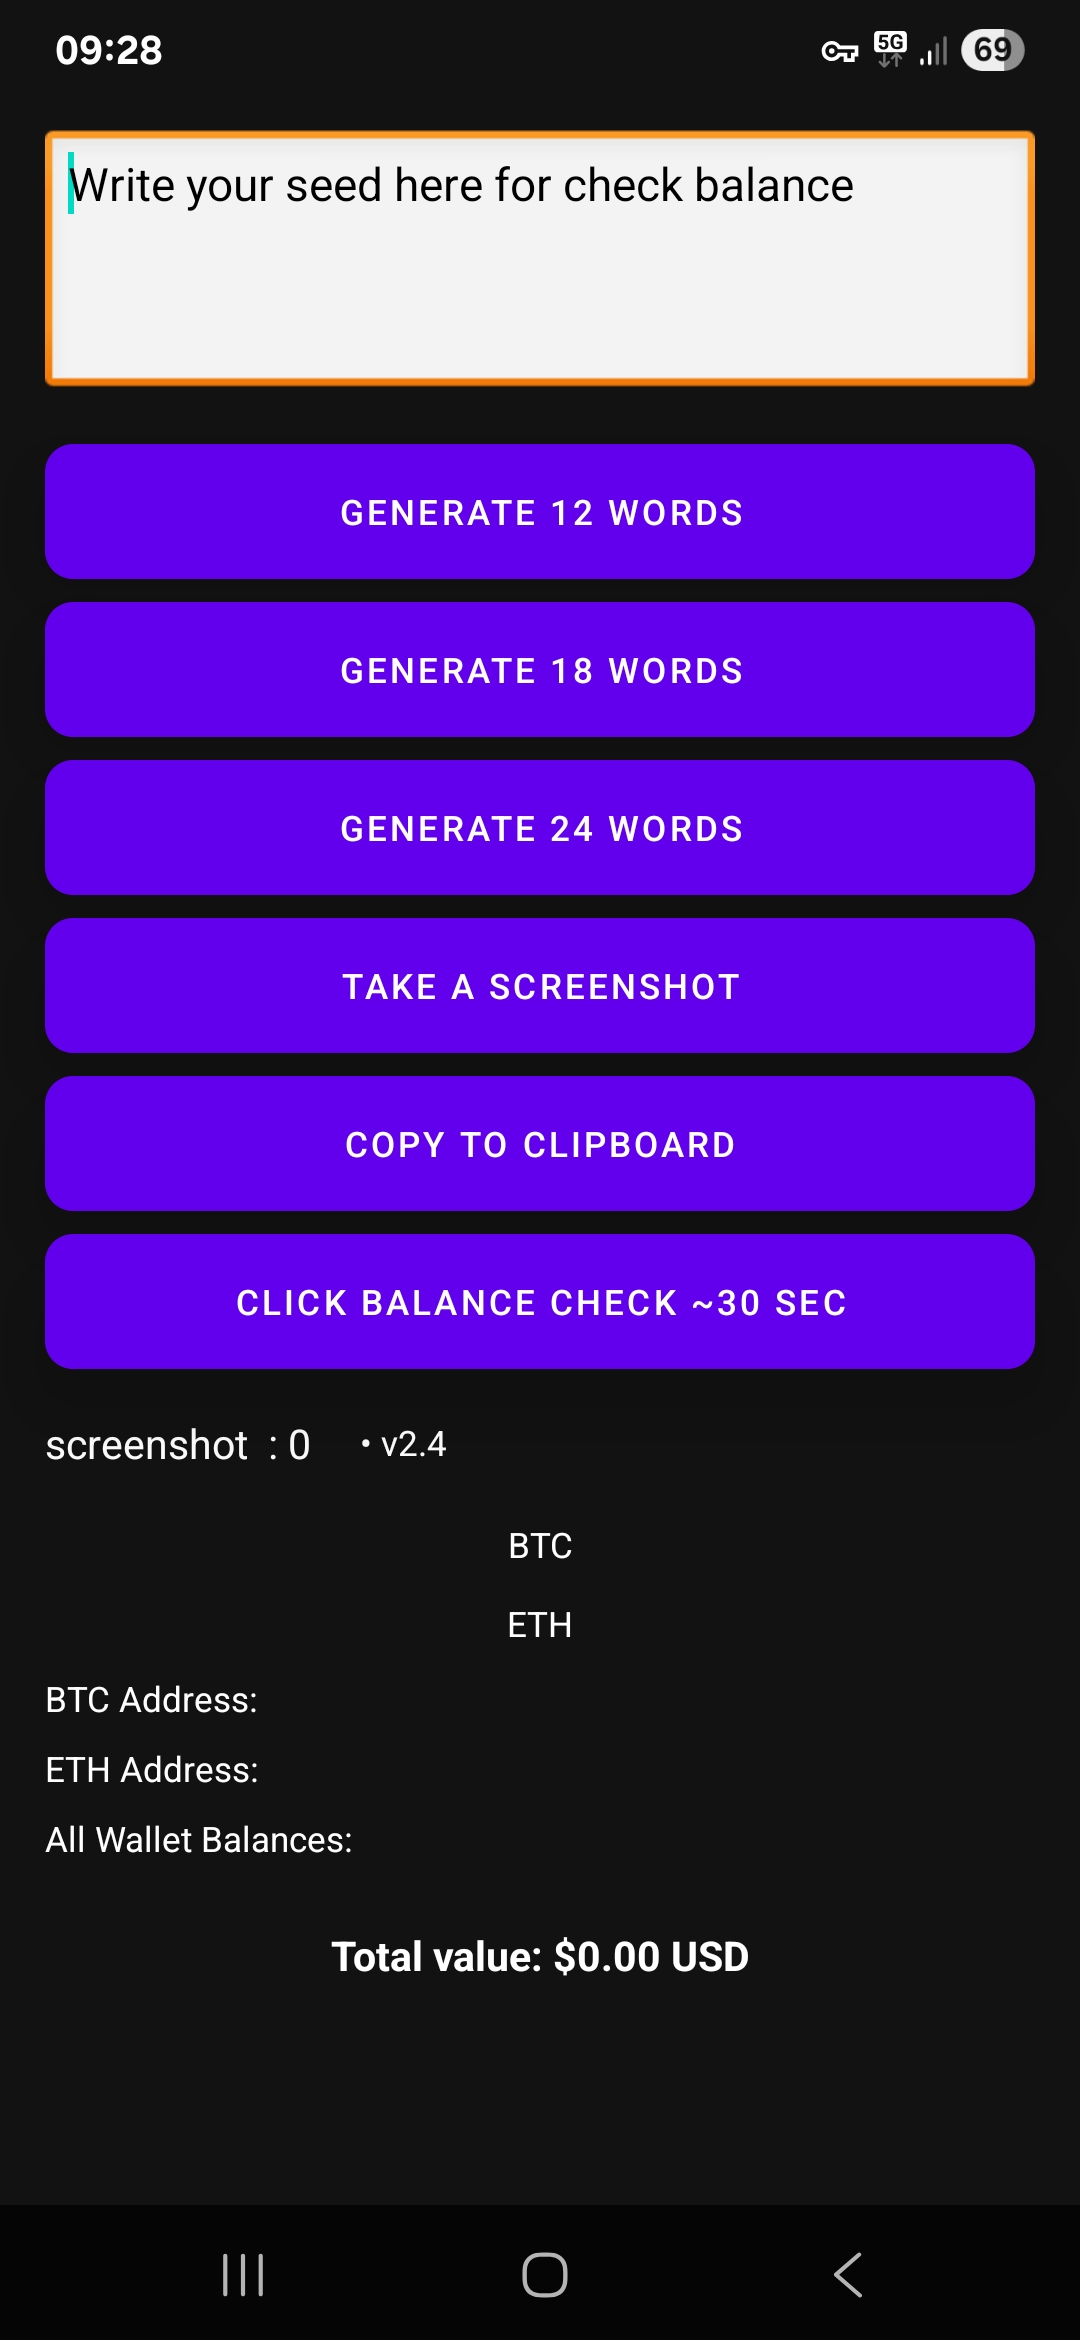 09:28
5G
69
Write your seed here for check balance
GENERATE 12 WORDS
GENERATE 18 WORDS
GENERATE 24 WORDS
TAKE A SCREENSHOT
COPY TO CLIPBOARD
CLICK BALANCE CHECK ~30 SEC
screenshot : 0 • v2.4
BTC
ETH
BTC Address:
ETH Address:
All Wallet Balances:
Total value: $0.00 USD